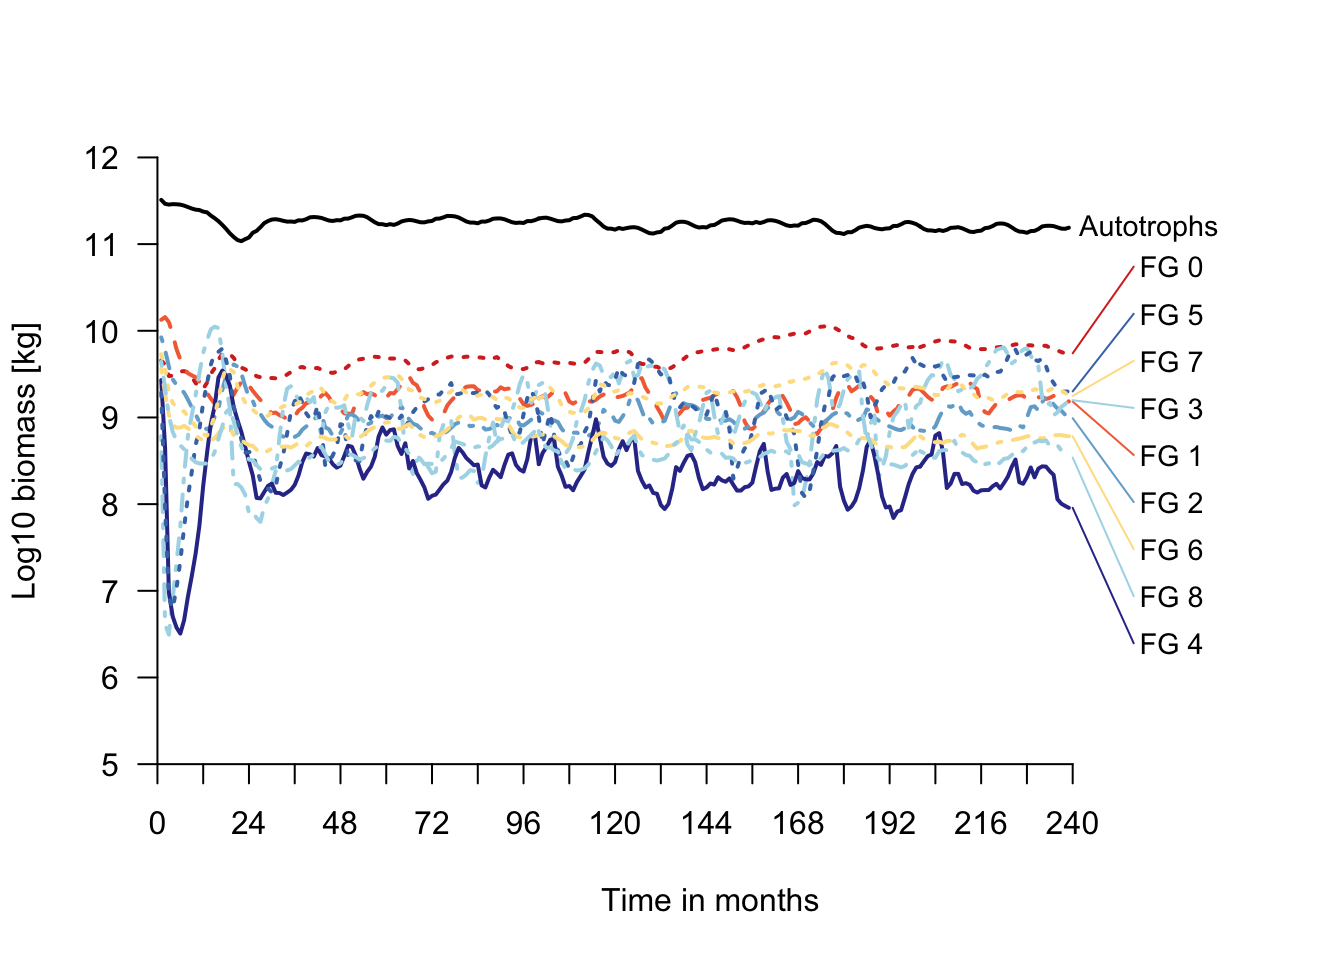 Log10 biomass [kg]
12
11
10
9
8
7
6
5
0 24 48 72 96 120 144 168 192 216 240
Time in months
Autotrophs
FG 0
FG 5
FG 7
FG 3
FG 1
FG 2
FG 6
FG 8
FG 4